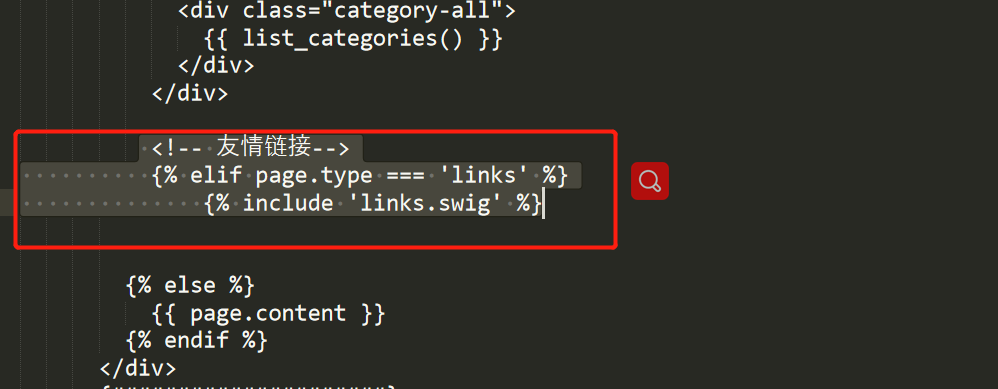 <div class="category-all">
{{ list_categories() }}
</div>
</div>
<!-- 友情链接-->
{% elif page.type === 'links' %}
{% include 'links.swig' %}
{% else %}
{{ page.content }}
{% endif %}
</div>